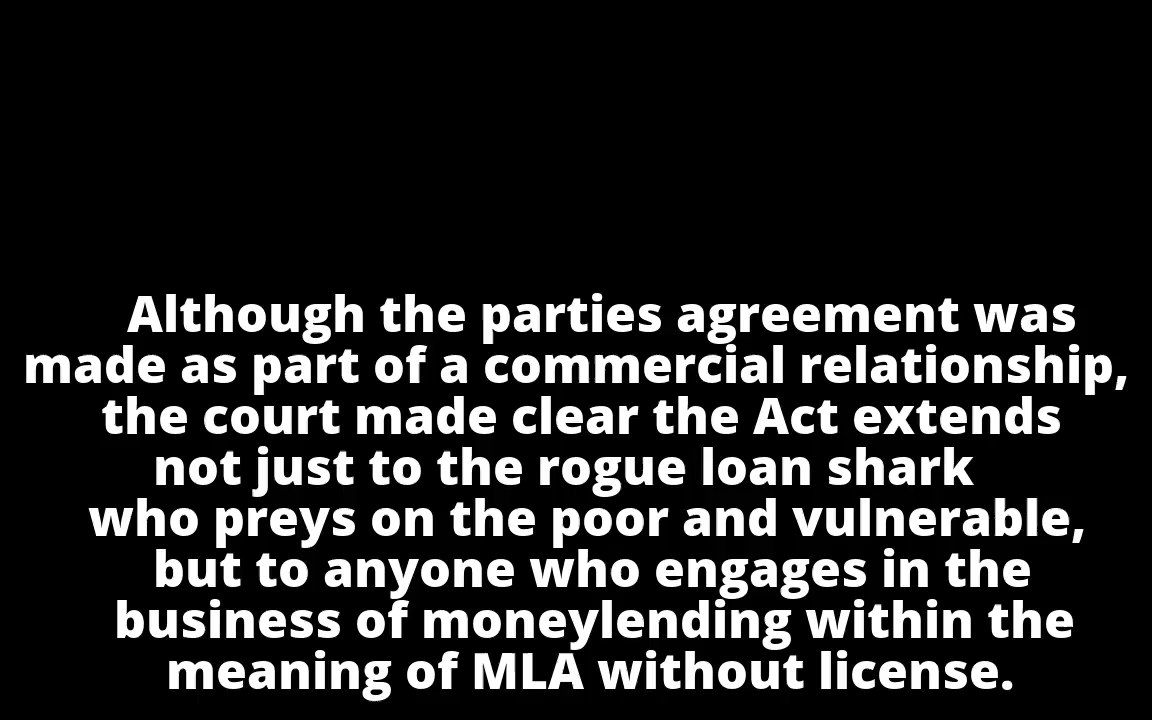 Although the parties agreement was
made as part of a commercial relationship,
the court made clear the Act extends
not just to the rogue loan shark
who preys on the poor and vulnerable,
but to anyone who engages in the
business of moneylending within the
meaning of MLA without license.